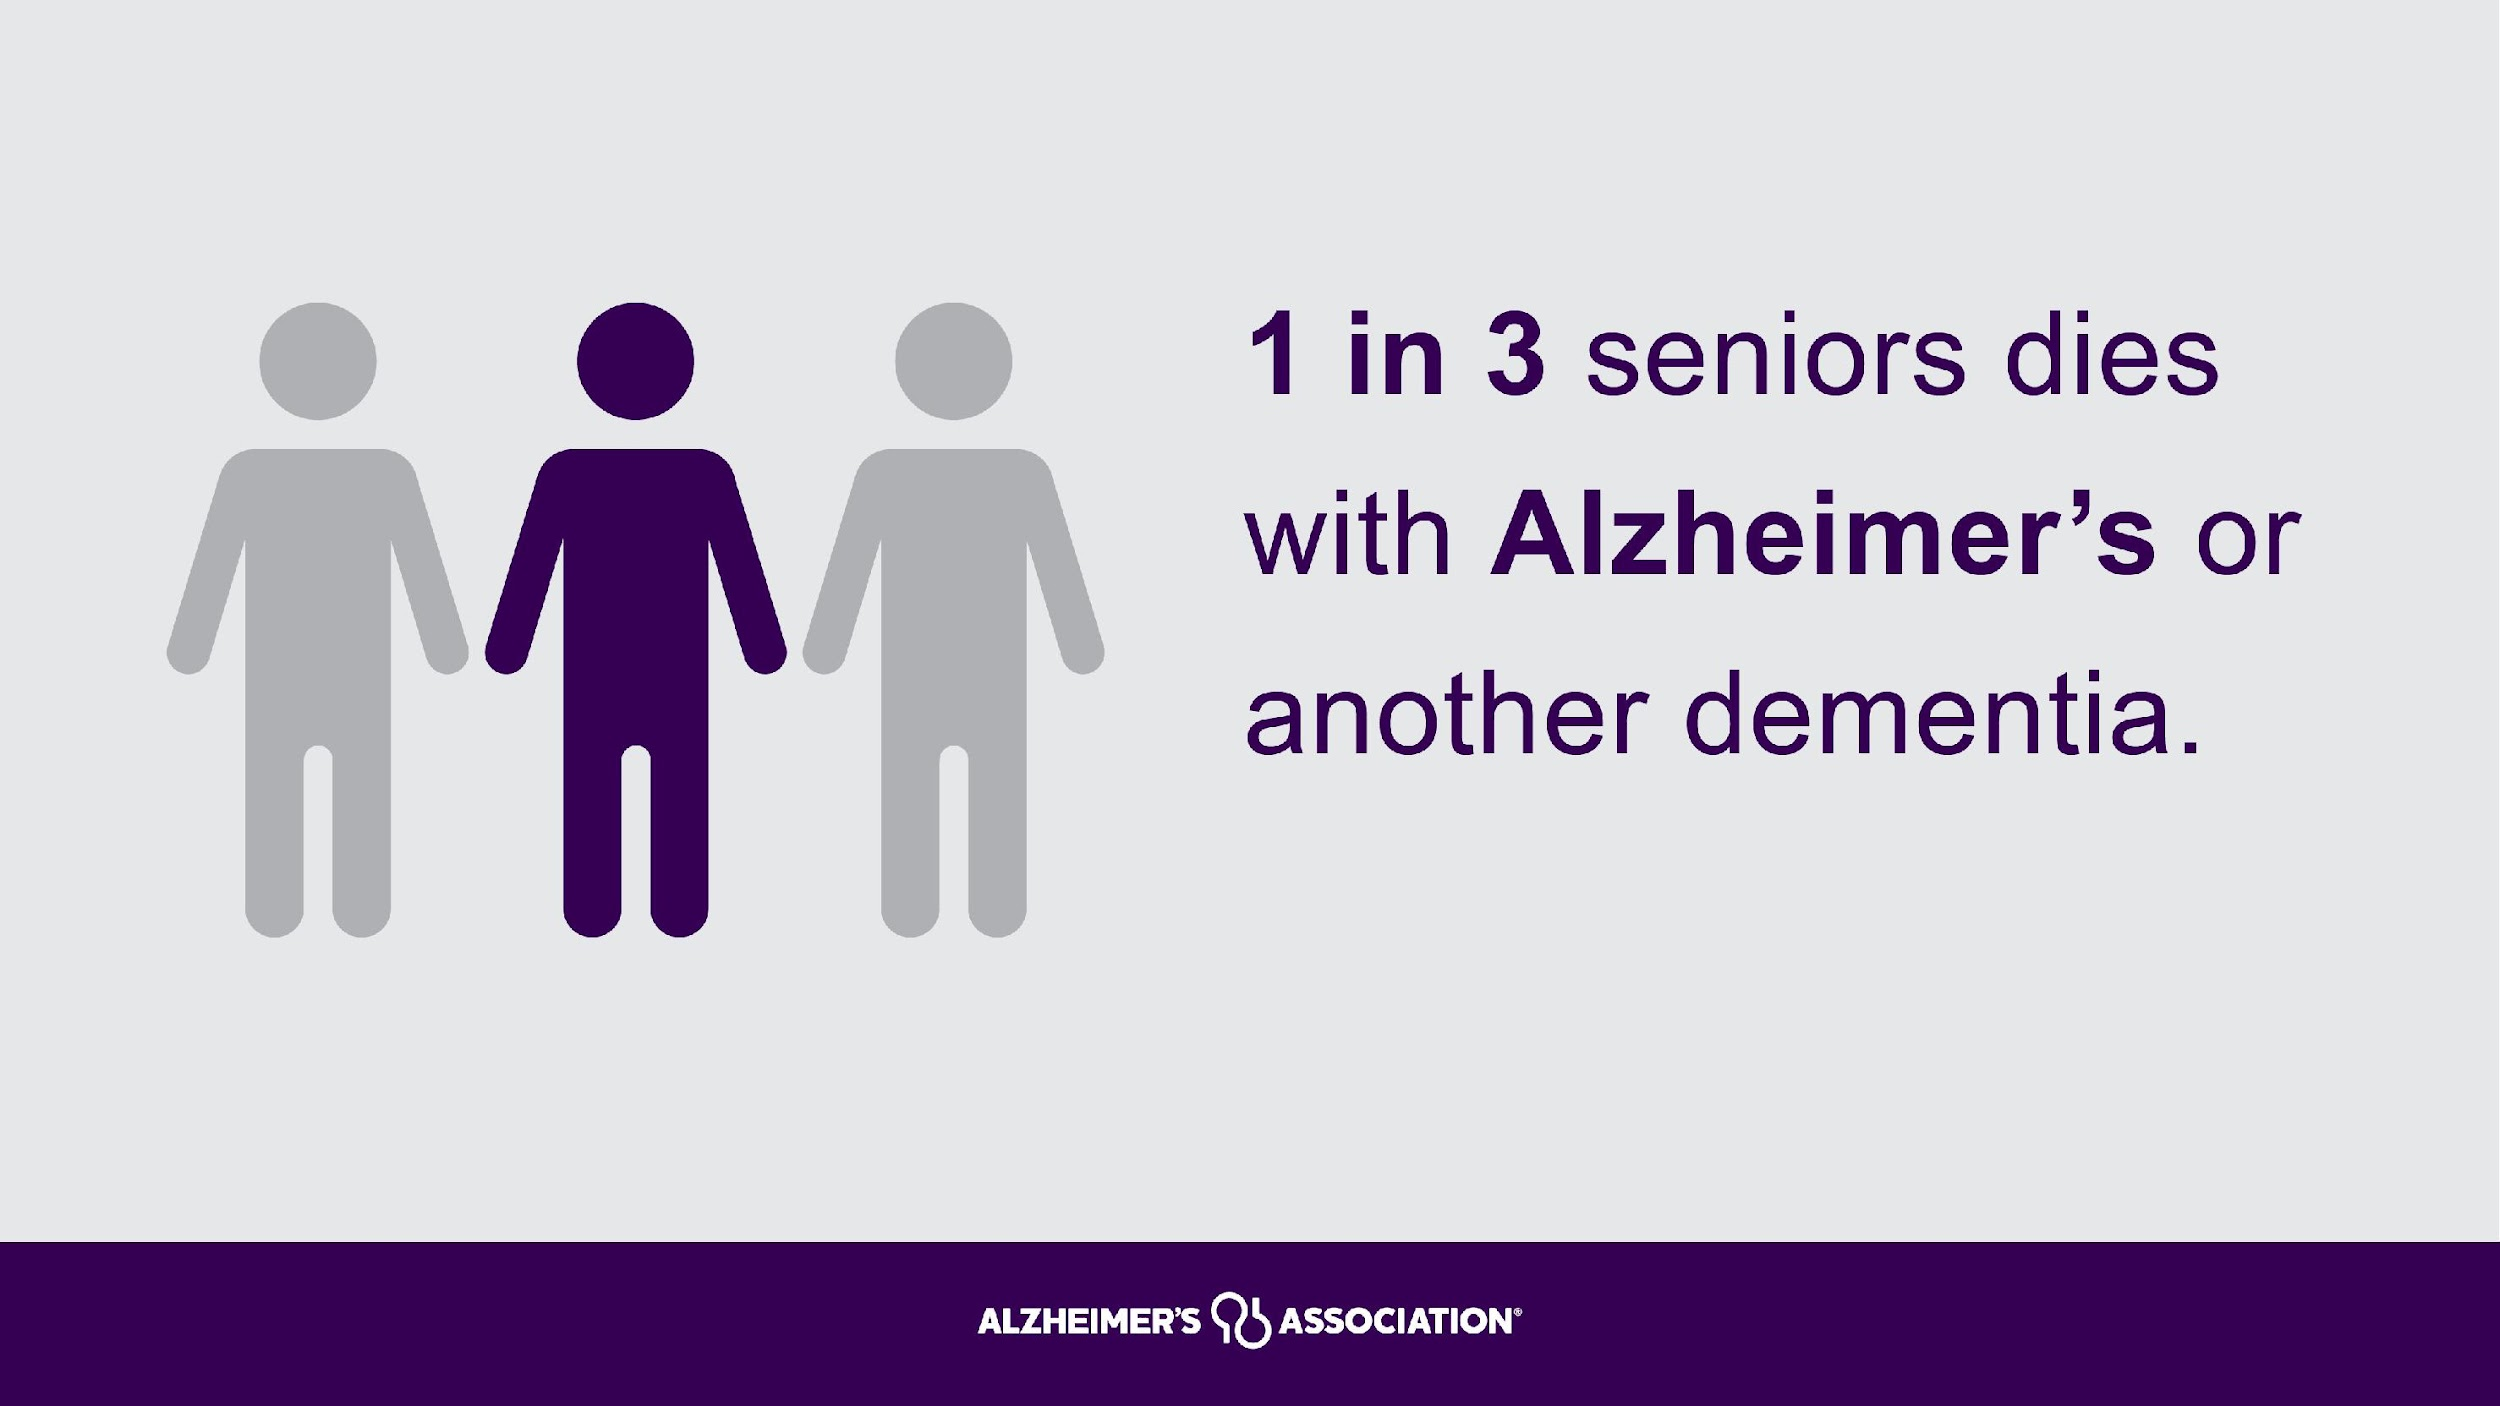 1 in 3 seniors dies
with Alzheimer’s or
another dementia.
ALZHEIMER’S ASSOCIATION®